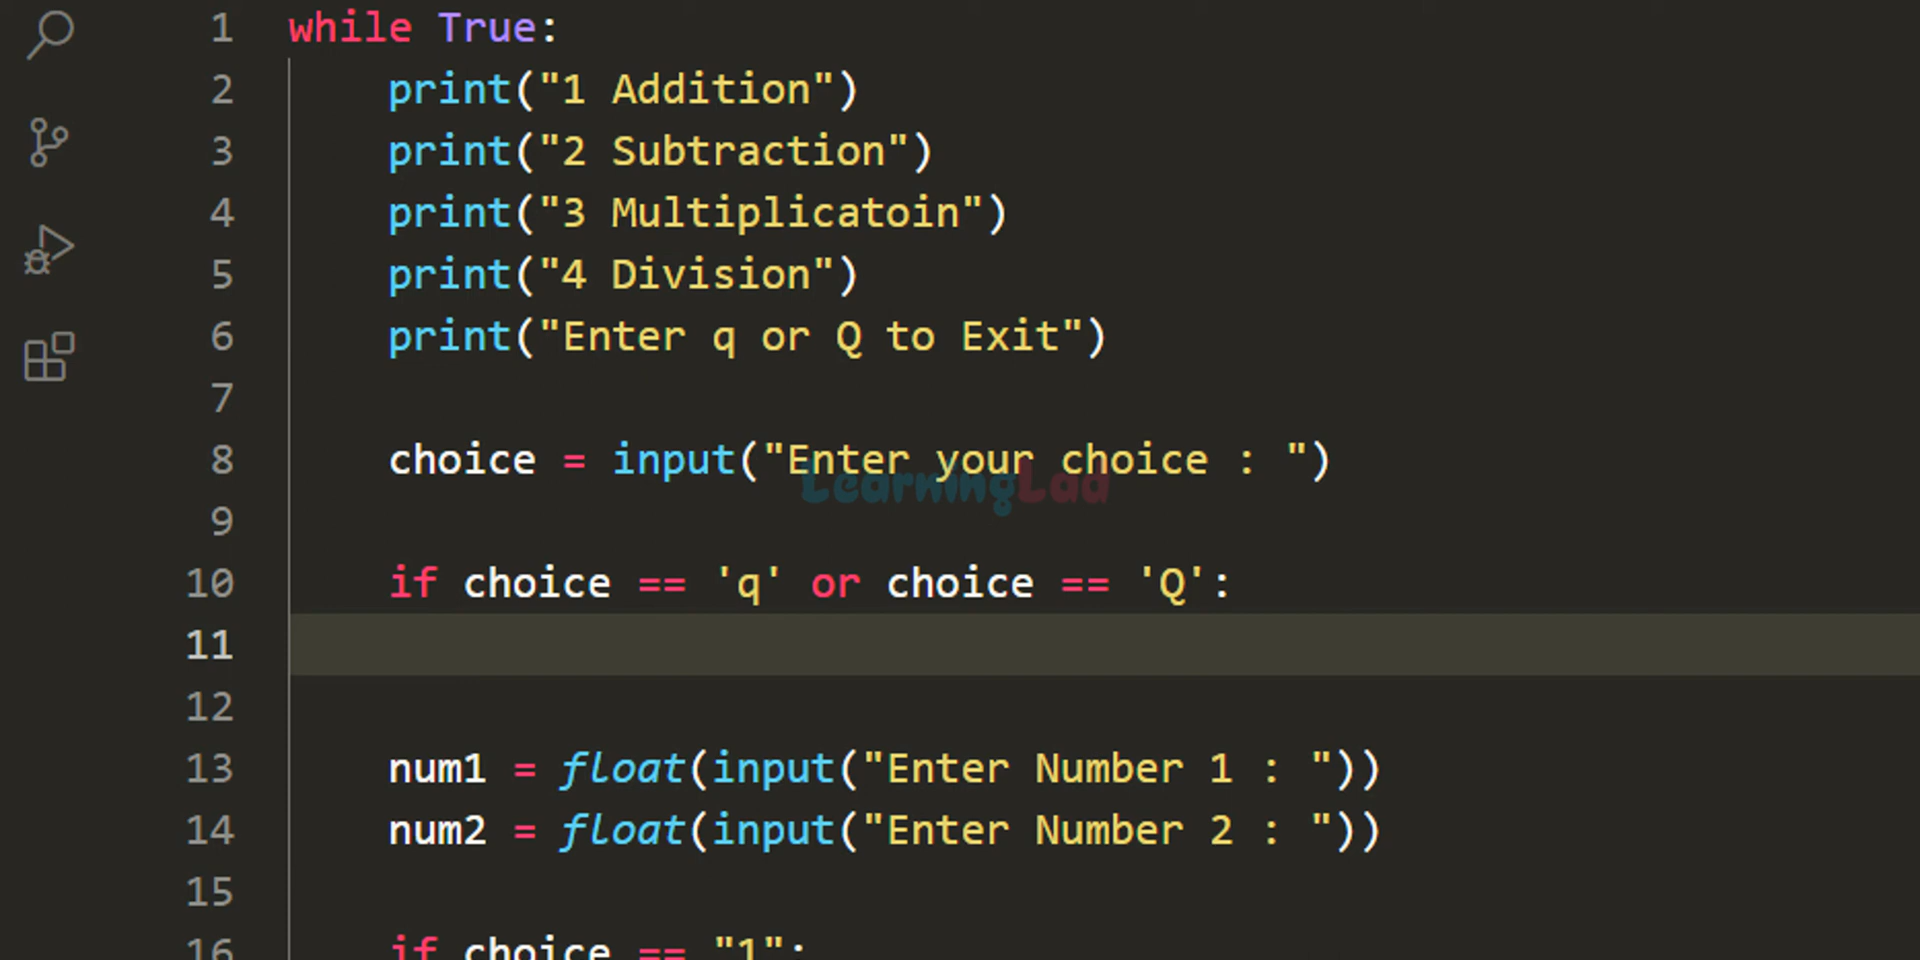 1 while True:
2     print("1 Addition")
3     print("2 Subtraction")
4     print("3 Multiplicatoin")
5     print("4 Division")
6     print("Enter q or Q to Exit")
7
8     choice = input("Enter your choice : ")
LearningLad
9
10     if choice == 'q' or choice == 'Q':
11
12
13     num1 = float(input("Enter Number 1 : "))
14     num2 = float(input("Enter Number 2 : "))
15
16     if choice == "1":